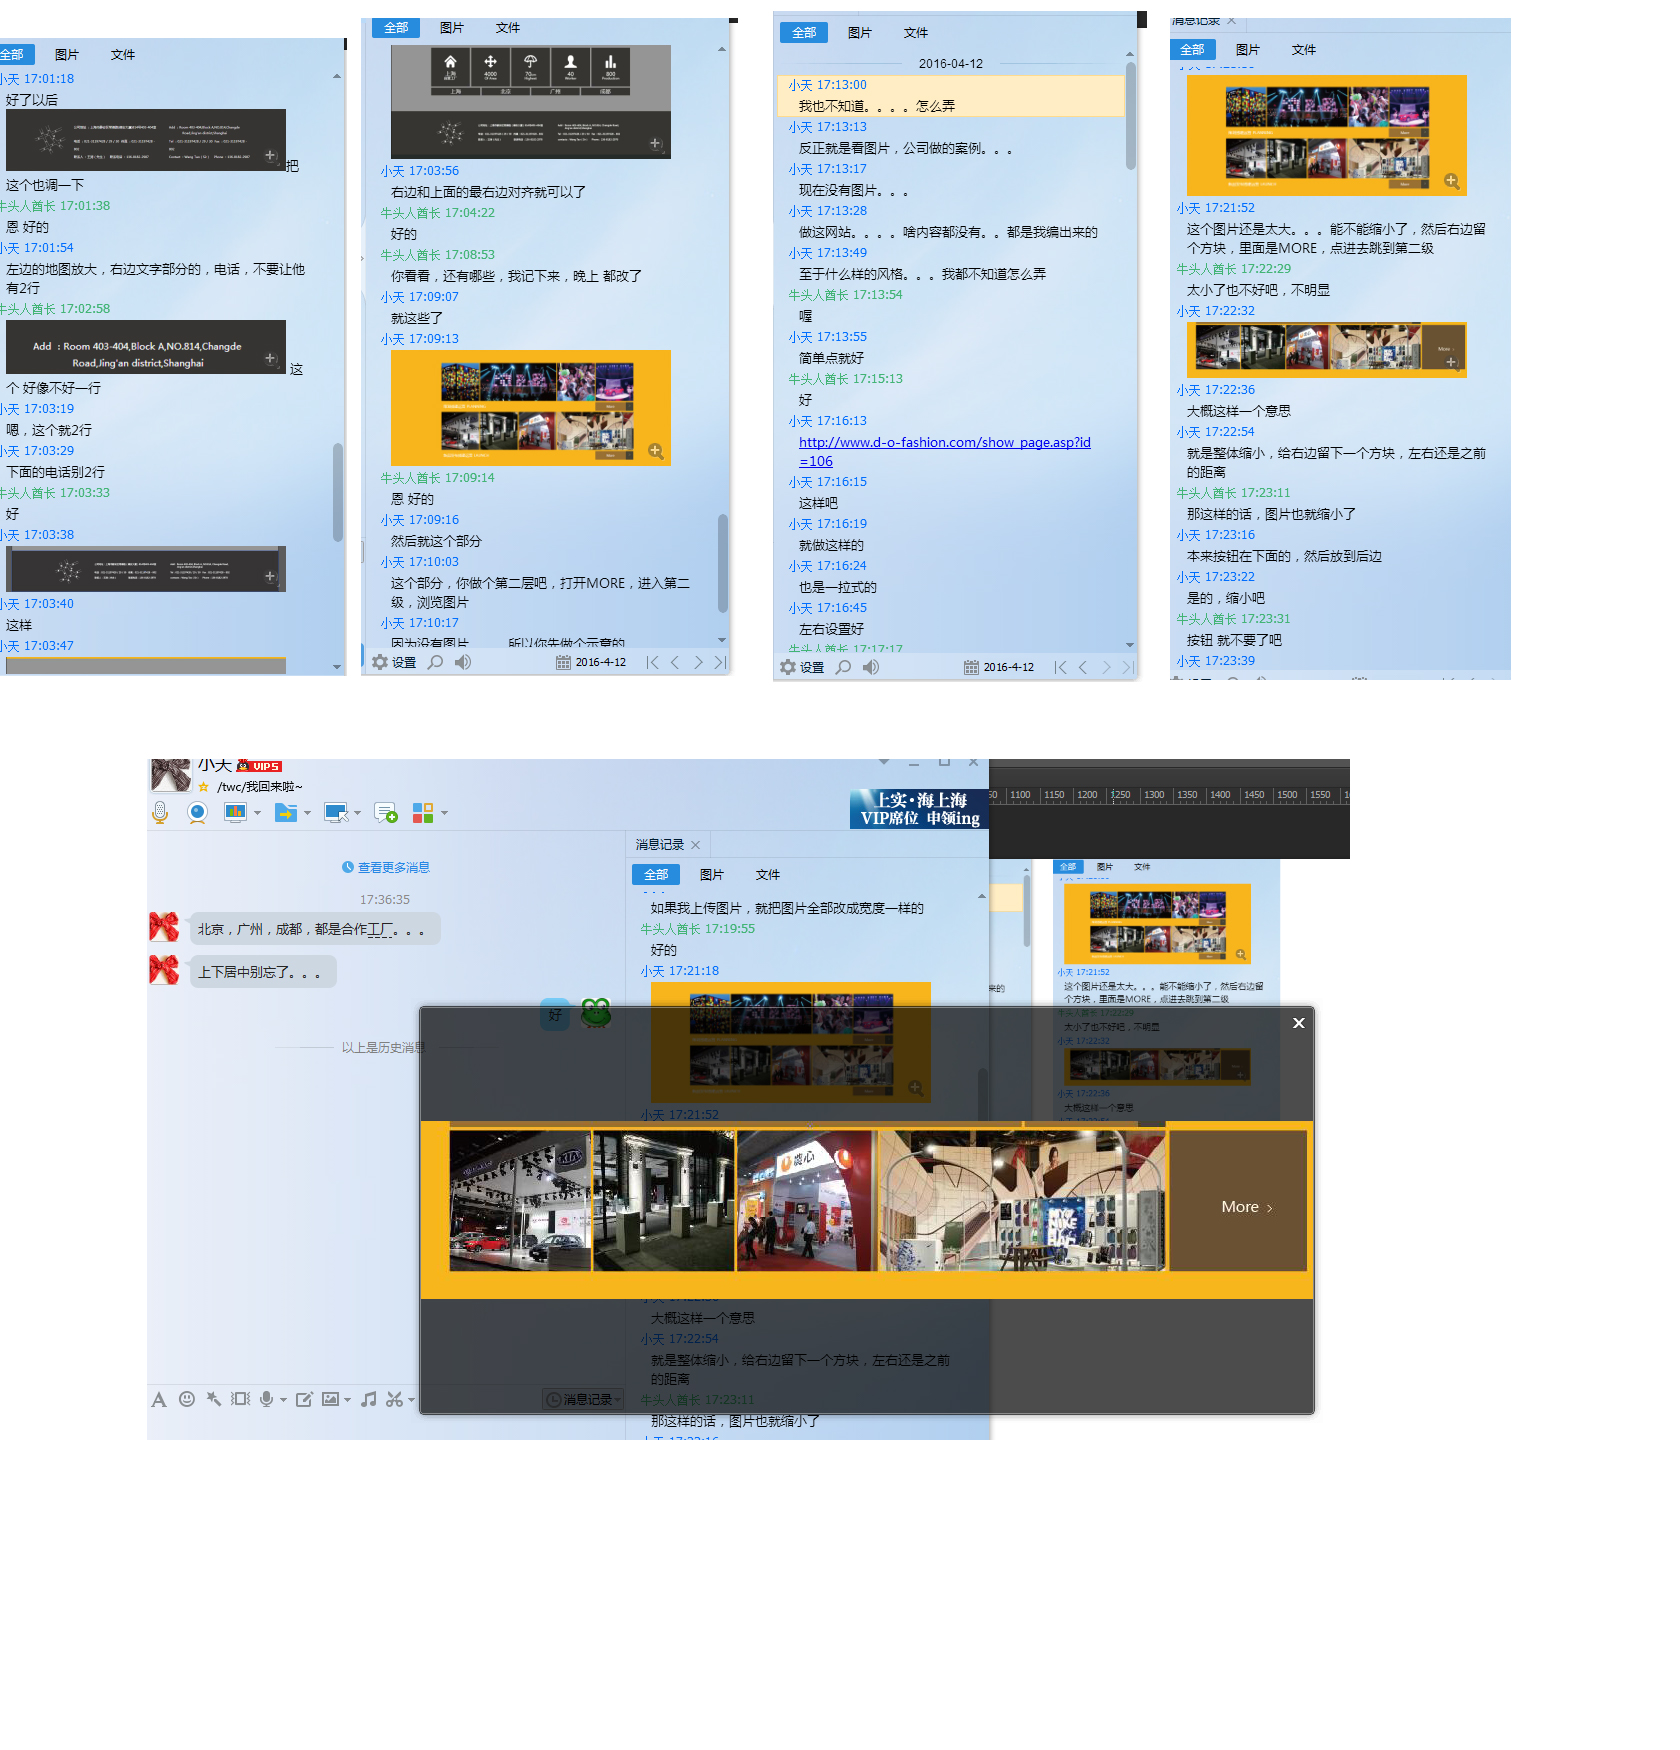 全部 图片 文件
小天 17:01:18
好了以后
把
这个也调一下
牛头人酋长 17:01:38
恩 好的
小天 17:01:54
左边的地图放大，右边文字部分的，电话，不要让他
有2行
牛头人酋长 17:02:58
Add ：Room 403-404,Block A,NO.814,Changde
Road,Jing'an district,Shanghai
这
个 好像不好一行
小天 17:03:19
嗯，这个就2行
小天 17:03:29
下面的电话别2行
牛头人酋长 17:03:33
好
小天 17:03:38
小天 17:03:40
这样
小天 17:03:47
全部 图片 文件
上海 4000 70 40 800
上海 北京 广州 成都
小天 17:03:56
右边和上面的最右边对齐就可以了
牛头人酋长 17:04:22
好的
牛头人酋长 17:08:53
你看看，还有哪些，我记下来，晚上 都改了
小天 17:09:07
就这些了
小天 17:09:13
More
More
牛头人酋长 17:09:14
恩 好的
小天 17:09:16
然后就这个部分
小天 17:10:03
这个部分，你做个第二层吧，打开MORE，进入第二
级，浏览图片
小天 17:10:17
因为没有图片 所以你先做个示意的
设置 2016-4-12
全部 图片 文件
2016-04-12
小天 17:13:00
我也不知道。。。。怎么弄
小天 17:13:13
反正就是看图片，公司做的案例。。。
小天 17:13:17
现在没有图片。。。
小天 17:13:28
做这网站。。。。啥内容都没有。。都是我编出来的
小天 17:13:49
至于什么样的风格。。。我都不知道怎么弄
牛头人酋长 17:13:54
喔
小天 17:13:55
简单点就好
牛头人酋长 17:15:13
好
小天 17:16:13
http://www.d-o-fashion.com/show_page.asp?id
=106
小天 17:16:15
这样吧
小天 17:16:19
就做这样的
小天 17:16:24
也是一拉式的
小天 17:16:45
左右设置好
牛头人酋长 17:17:17
设置 2016-4-12
消息记录
全部 图片 文件
More
More
小天 17:21:52
这个图片还是太大。。。能不能缩小了，然后右边留
个方块，里面是MORE，点进去跳到第二级
牛头人酋长 17:22:29
太小了也不好吧，不明显
小天 17:22:32
More
小天 17:22:36
大概这样一个意思
小天 17:22:54
就是整体缩小，给右边留下一个方块，左右还是之前
的距离
牛头人酋长 17:23:11
那这样的话，图片也就缩小了
小天 17:23:16
本来按钮在下面的，然后放到后边
小天 17:23:22
是的，缩小吧
牛头人酋长 17:23:31
按钮 就不要了吧
小天 17:23:39
小天 VIP5
/twc/我回来啦~
上实·海上海
VIP席位 申领ing
50 1100 1150 1200 1250 1300 1350 1400 1450 1500 1550
查看更多消息
17:36:35
北京，广州，成都，都是合作工厂。。。
上下居中别忘了。。。
好
以上是历史消息
消息记录
消息记录
全部 图片 文件
如果我上传图片，就把图片全部改成宽度一样的
牛头人酋长 17:19:55
好的
小天 17:21:18
小天 17:21:52
来的
全部 图片 文件
小天 17:21:52
这个图片还是太大。。。能不能缩小了，然后右边留
个方块，里面是MORE，点进去跳到第二级
牛头人酋长 17:22:29
太小了也不好吧，不明显
小天 17:22:32
小天 17:22:36
大概这样一个意思
KIA
農心
MY NIKE
More
大概这样一个意思
小天 17:22:54
就是整体缩小，给右边留下一个方块，左右还是之前
的距离
牛头人酋长 17:23:11
那这样的话，图片也就缩小了
小天 17:23:16